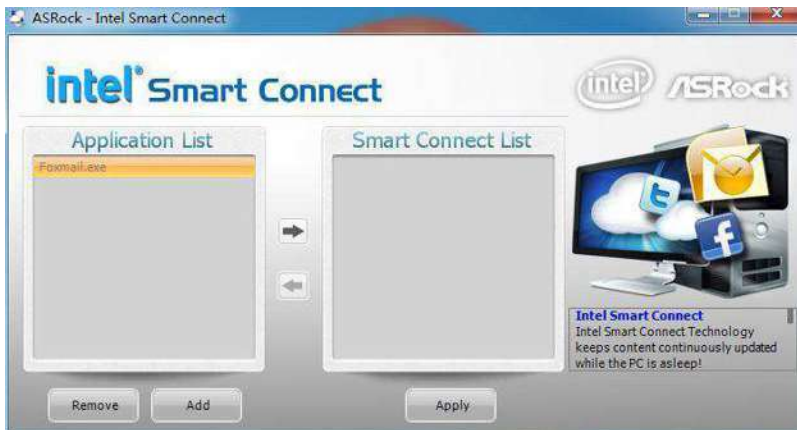 ASRock - Intel Smart Connect
intel Smart Connect
intel ASRock
Application List
Foxmail.exe
Smart Connect List
Intel Smart Connect
Intel Smart Connect Technology
keeps content continuously updated
while the PC is asleep!
Remove Add Apply